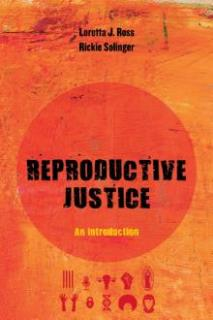 Loretta J. Ross
Rickie Solinger
REPRODUCTIVE
JUSTICE
An Introduction